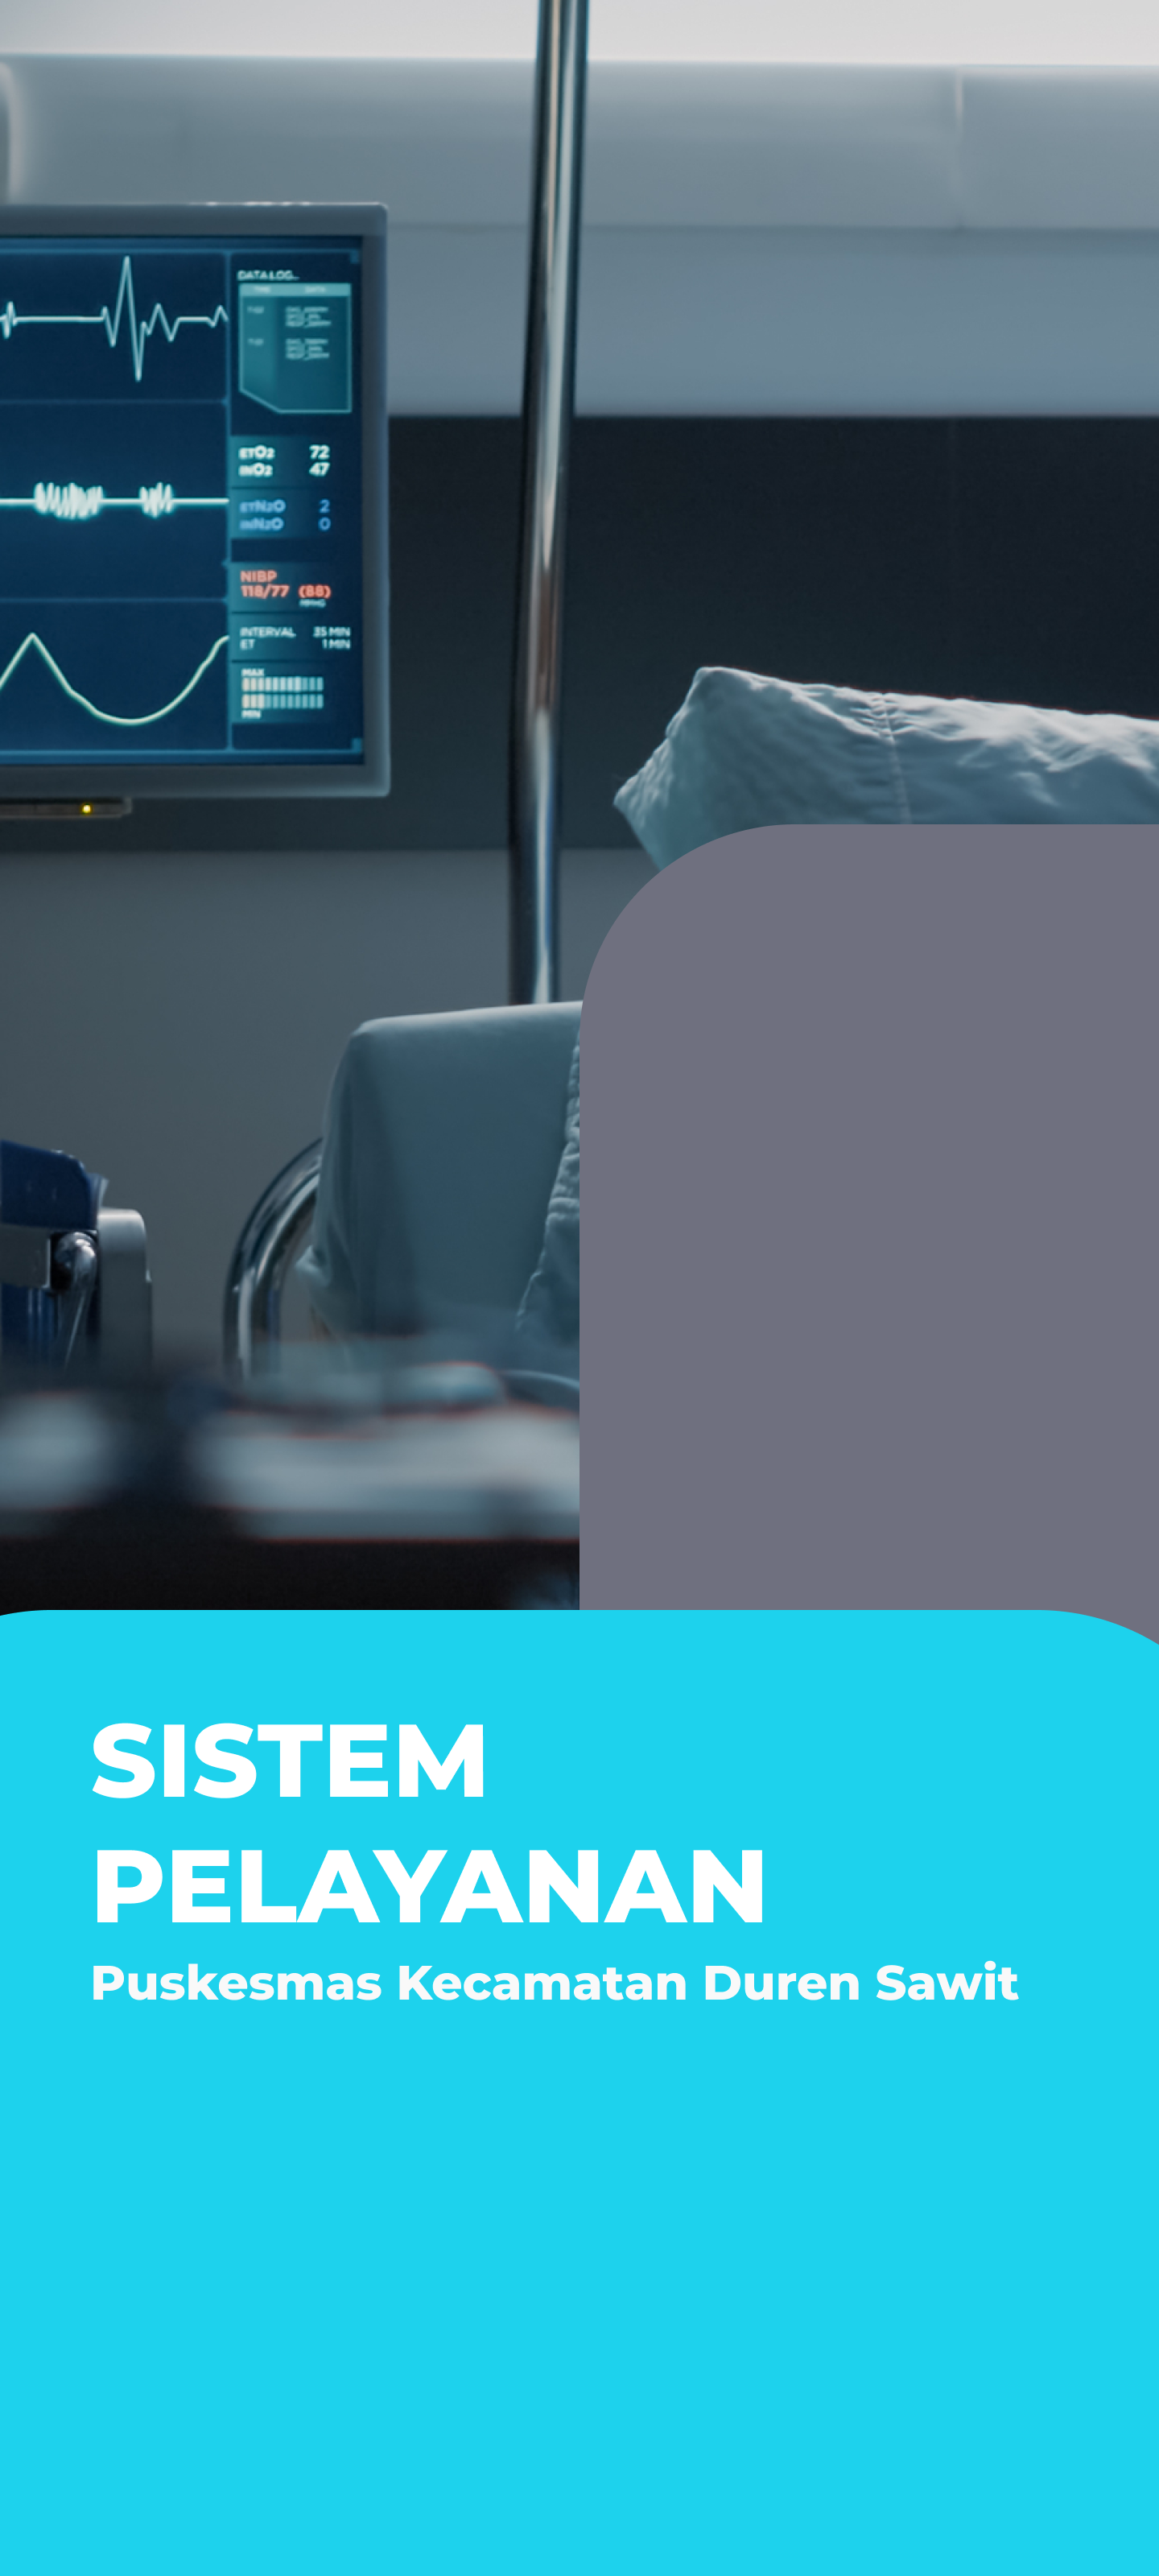 DATA LOG...
ETO2 72
INO2 47
ETN2O 2
INN2O 0
NIBP
118/77 (88)
MMHG
INTERVAL 35 MIN
ET 1 MIN
MAX
MIN
SISTEM
PELAYANAN
Puskesmas Kecamatan Duren Sawit